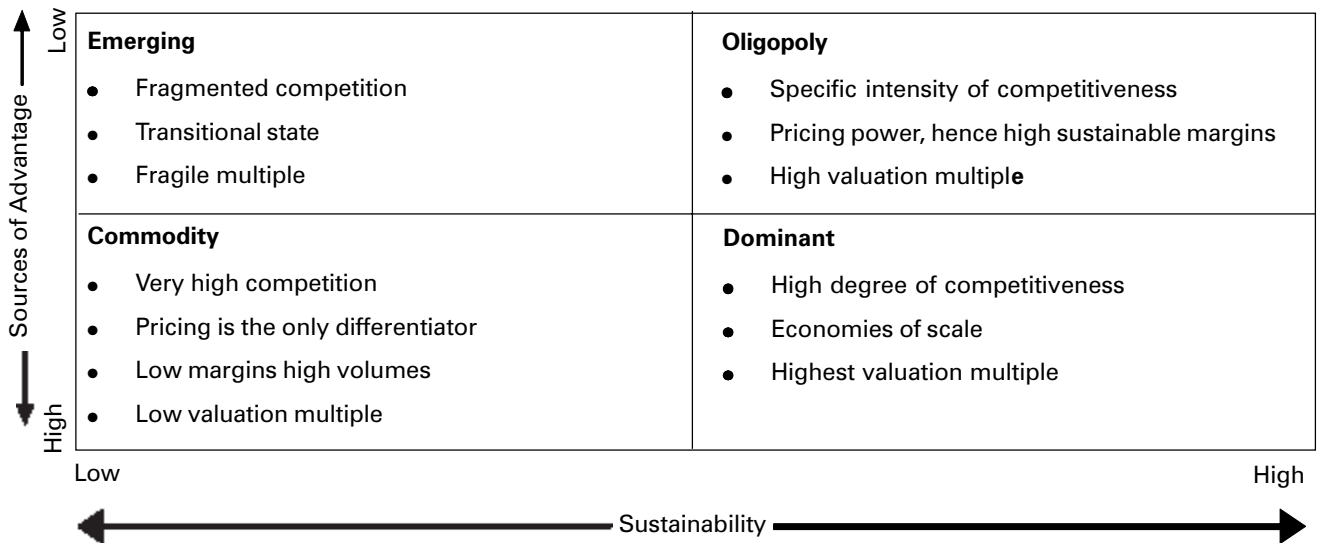 Low
Sources of Advantage
High
Emerging
● Fragmented competition
● Transitional state
● Fragile multiple
Oligopoly
● Specific intensity of competitiveness
● Pricing power, hence high sustainable margins
● High valuation multiple
Commodity
● Very high competition
● Pricing is the only differentiator
● Low margins high volumes
● Low valuation multiple
Dominant
● High degree of competitiveness
● Economies of scale
● Highest valuation multiple
Low
High
Sustainability